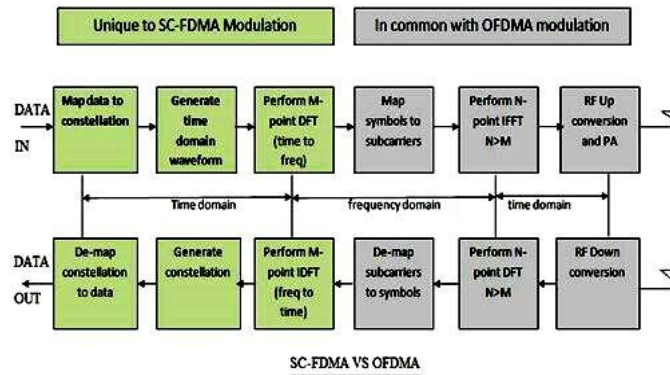 Unique to SC-FDMA Modulation
In common with OFDMA modulation
DATA
IN
Map data to
constellation
Generate
time
domain
waveform
Perform M-
point DFT
(time to
freq)
Map
symbols to
subcarriers
Perform N-
point IFFT
N>M
RF Up
conversion
and PA
Time domain
frequency domain
time domain
DATA
OUT
De-map
constellation
to data
Generate
constellation
Perform M-
point IDFT
(freq to
time)
De-map
subcarriers
to symbols
Perform N-
point DFT
N>M
RF Down
conversion
SC-FDMA VS OFDMA